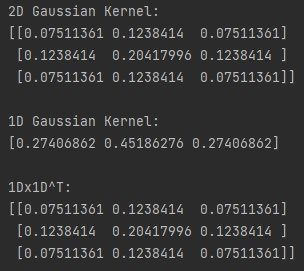 2D Gaussian Kernel:
[[0.07511361 0.1238414  0.07511361]
 [0.1238414  0.20417996 0.1238414 ]
 [0.07511361 0.1238414  0.07511361]]

1D Gaussian Kernel:
[0.27406862 0.45186276 0.27406862]

1Dx1D^T:
[[0.07511361 0.1238414  0.07511361]
 [0.1238414  0.20417996 0.1238414 ]
 [0.07511361 0.1238414  0.07511361]]